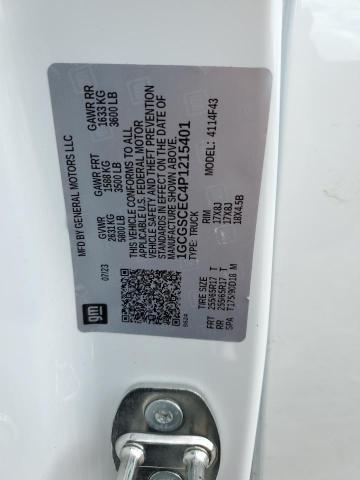 MFD BY GENERAL MOTORS LLC
07/23
GVWR
2631 KG
5800 LB
GAWR FRT
1588 KG
3500 LB
GAWR RR
1633 KG
3600 LB
THIS VEHICLE CONFORMS TO ALL
APPLICABLE U.S. FEDERAL MOTOR
VEHICLE SAFETY AND THEFT PREVENTION
STANDARDS IN EFFECT ON THE DATE OF
MANUFACTURE SHOWN ABOVE.
1GCGSCEC4P1215401
TYPE: TRUCK
MODEL: 4114F43
TIRE SIZE RIM
FRT 255/65R17 T 17X8J
RR 255/65R17 T 17X8J
SPA T175/90D18 M 18X4.5B
gm